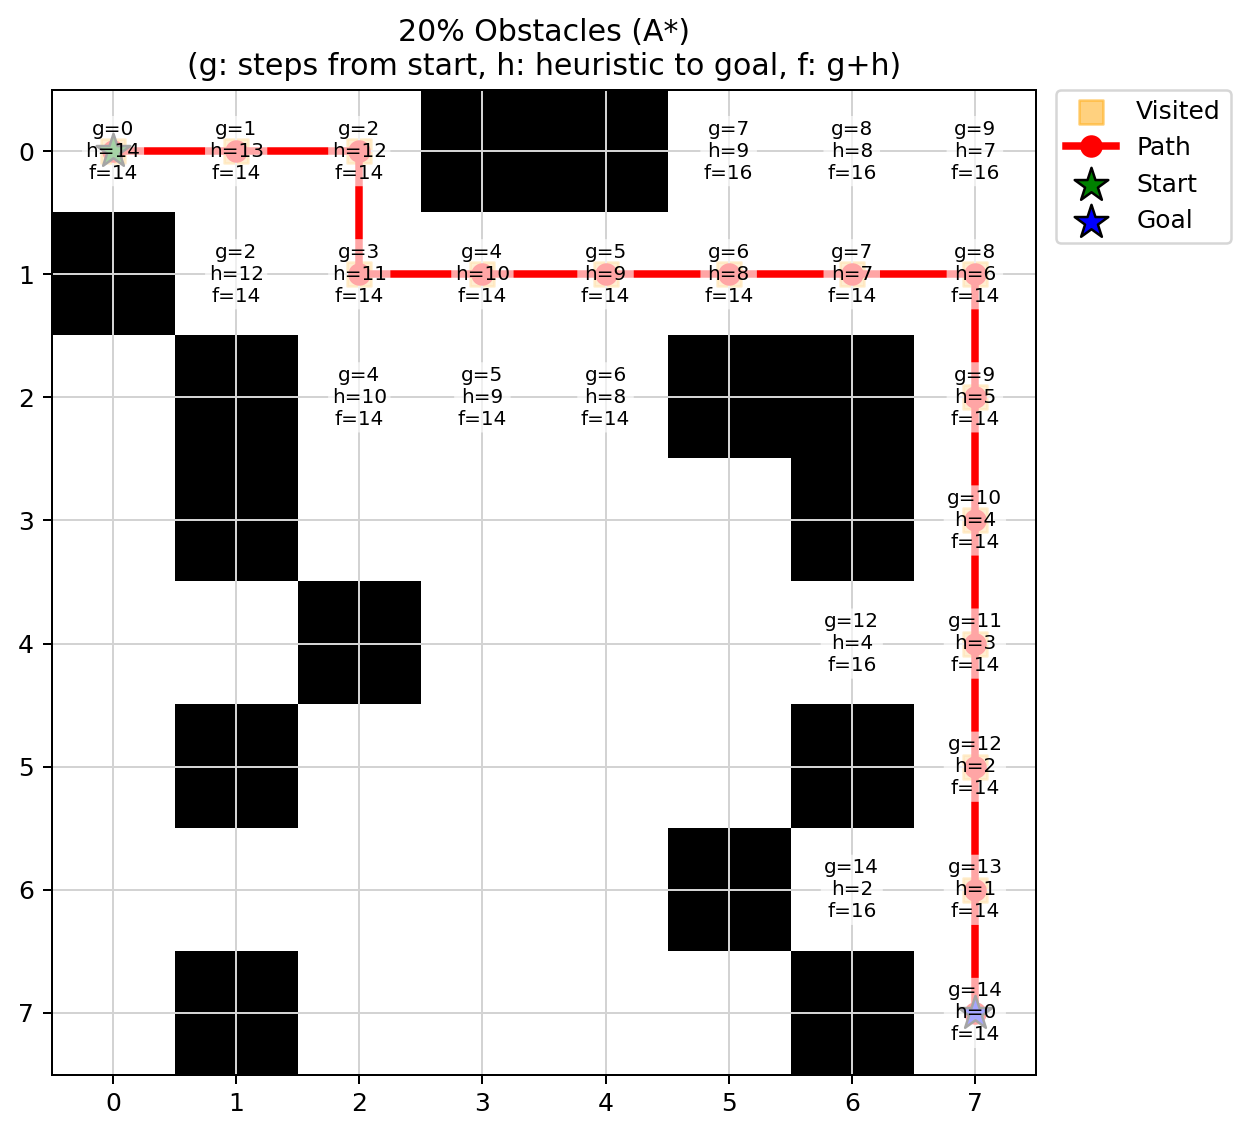 20% Obstacles (A*)
(g: steps from start, h: heuristic to goal, f: g+h)
Visited
Path
Start
Goal
0
g=0
h=14
f=14
g=1
h=13
f=14
g=2
h=12
f=14
g=7
h=9
f=16
g=8
h=8
f=16
g=9
h=7
f=16
1
g=2
h=12
f=14
g=3
h=11
f=14
g=4
h=10
f=14
g=5
h=9
f=14
g=6
h=8
f=14
g=7
h=7
f=14
g=8
h=6
f=14
2
g=4
h=10
f=14
g=5
h=9
f=14
g=6
h=8
f=14
g=9
h=5
f=14
3
g=10
h=4
f=14
4
g=12
h=4
f=16
g=11
h=3
f=14
5
g=12
h=2
f=14
6
g=14
h=2
f=16
g=13
h=1
f=14
7
g=14
h=0
f=14
0 1 2 3 4 5 6 7